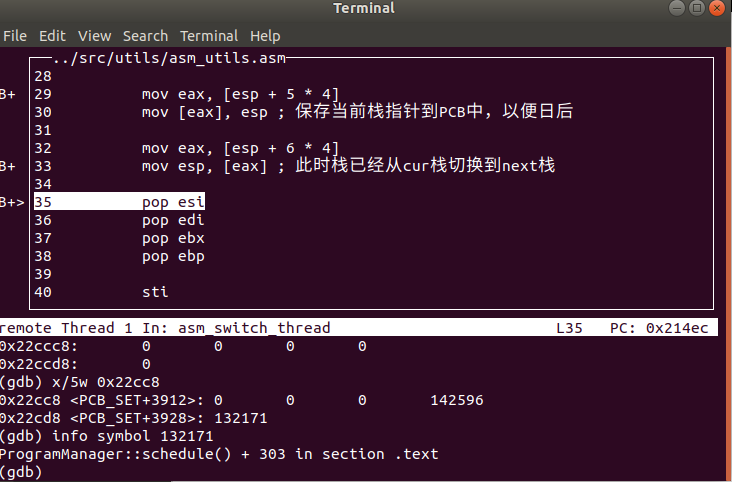 Terminal
File Edit View Search Terminal Help
../src/utils/asm_utils.asm
28
B+ 29 mov eax, [esp + 5 * 4]
30 mov [eax], esp ; 保存当前栈指针到PCB中，以便日后
31
32 mov eax, [esp + 6 * 4]
B+ 33 mov esp, [eax] ; 此时栈已经从cur栈切换到next栈
34
B+> 35 pop esi
36 pop edi
37 pop ebx
38 pop ebp
39
40 sti
remote Thread 1 In: asm_switch_thread L35 PC: 0x214ec
0x22ccc8: 0 0 0 0
0x22ccd8: 0
(gdb) x/5w 0x22cc8
0x22cc8 <PCB_SET+3912>: 0 0 0 142596
0x22cd8 <PCB_SET+3928>: 132171
(gdb) info symbol 132171
ProgramManager::schedule() + 303 in section .text
(gdb)